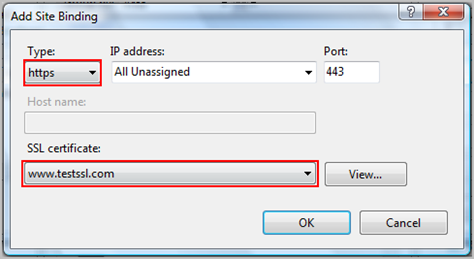 Add Site Binding
Type: IP address: Port:
https All Unassigned 443
Host name:
SSL certificate:
www.testssl.com View...
OK Cancel